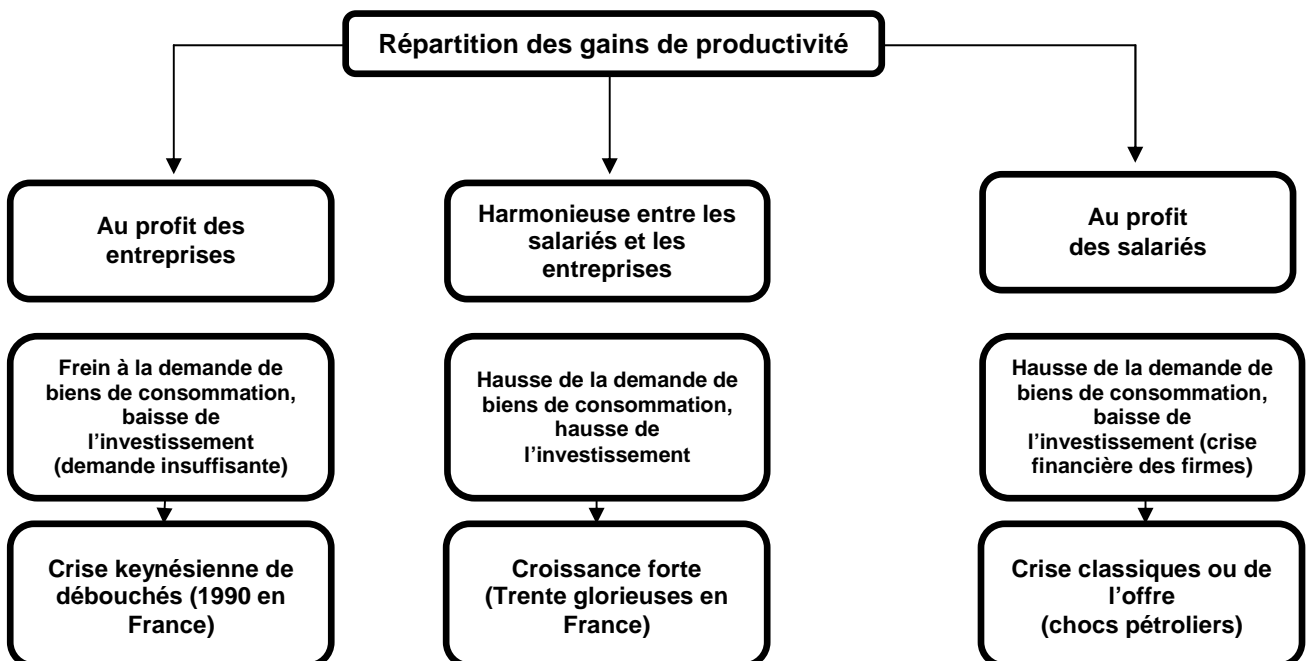 Répartition des gains de productivité
Au profit des
entreprises
Harmonieuse entre les
salariés et les
entreprises
Au profit
des salariés
Frein à la demande de
biens de consommation,
baisse de
l’investissement
(demande insuffisante)
Hausse de la demande de
biens de consommation,
hausse de
l’investissement
Hausse de la demande de
biens de consommation,
baisse de
l’investissement (crise
financière des firmes)
Crise keynésienne de
débouchés (1990 en
France)
Croissance forte
(Trente glorieuses en
France)
Crise classiques ou de
l’offre
(chocs pétroliers)